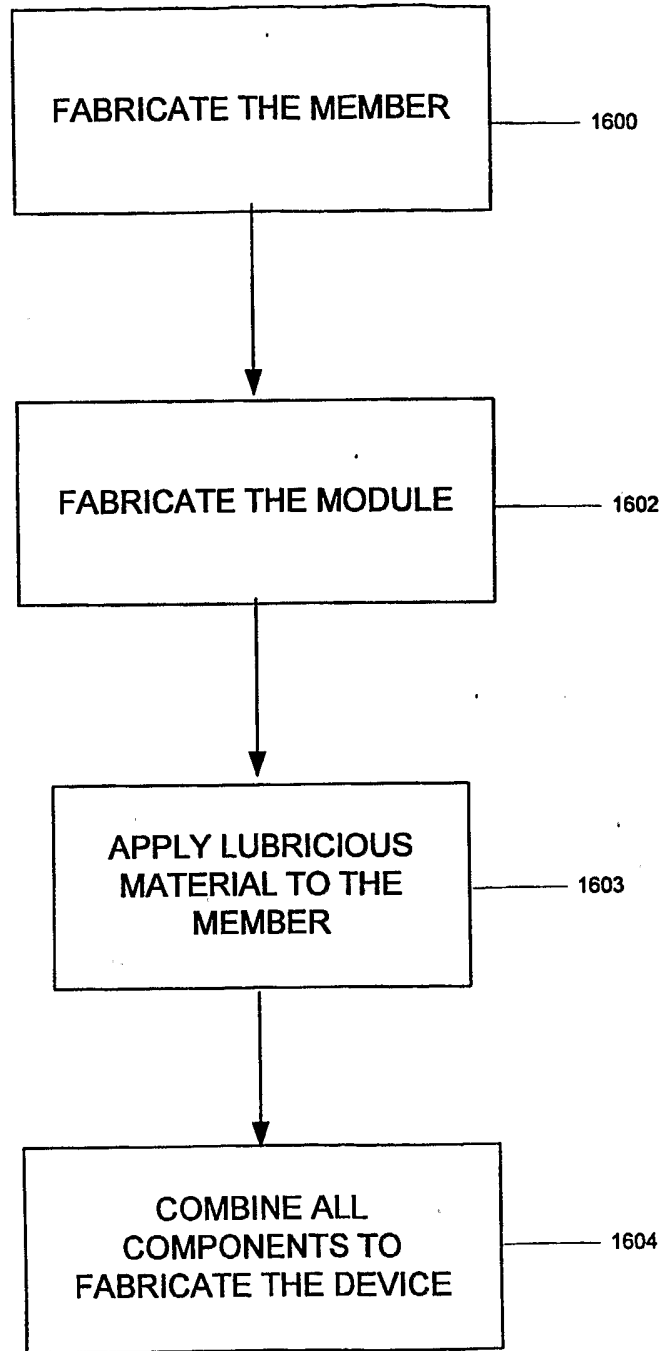 FABRICATE THE MEMBER
1600
FABRICATE THE MODULE
1602
APPLY LUBRICIOUS
MATERIAL TO THE
MEMBER
1603
COMBINE ALL
COMPONENTS TO
FABRICATE THE DEVICE
1604